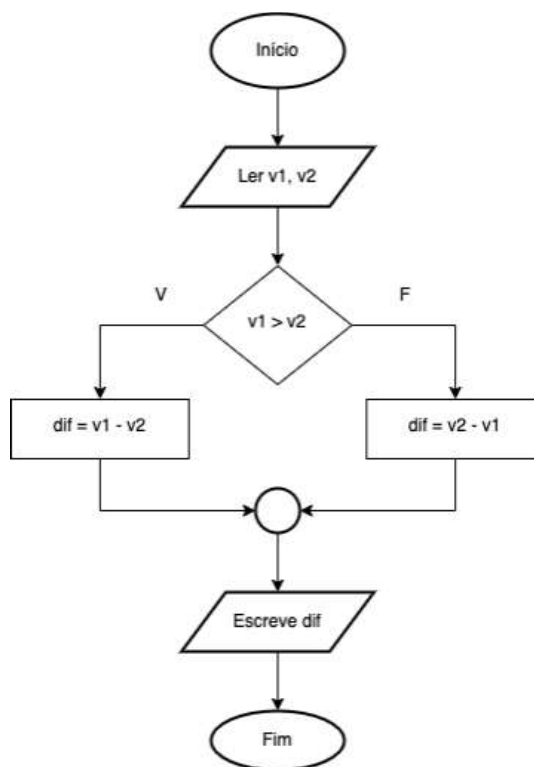 Início
Ler v1, v2
V
F
v1 > v2
dif = v1 - v2
dif = v2 - v1
Escreve dif
Fim